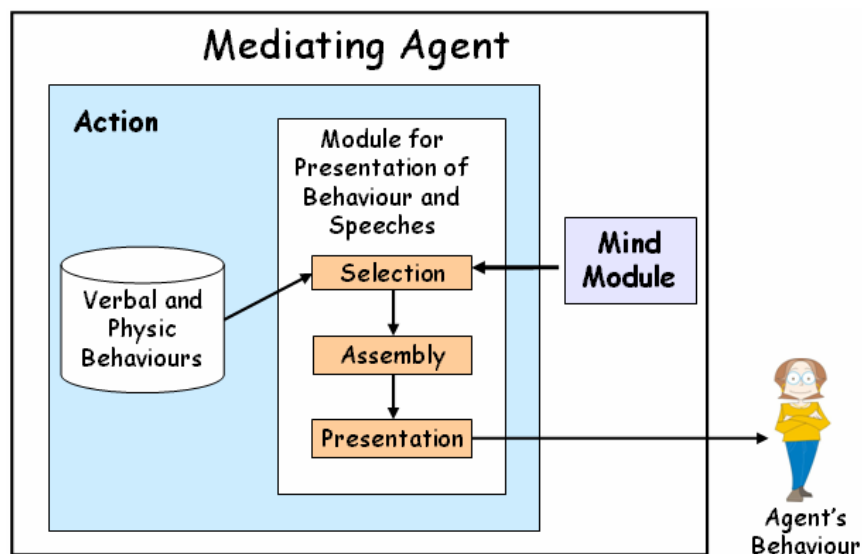 Mediating Agent
Action
Module for
Presentation of
Behaviour and
Speeches
Selection
Mind
Module
Verbal and
Physic
Behaviours
Assembly
Presentation
Agent's
Behaviour